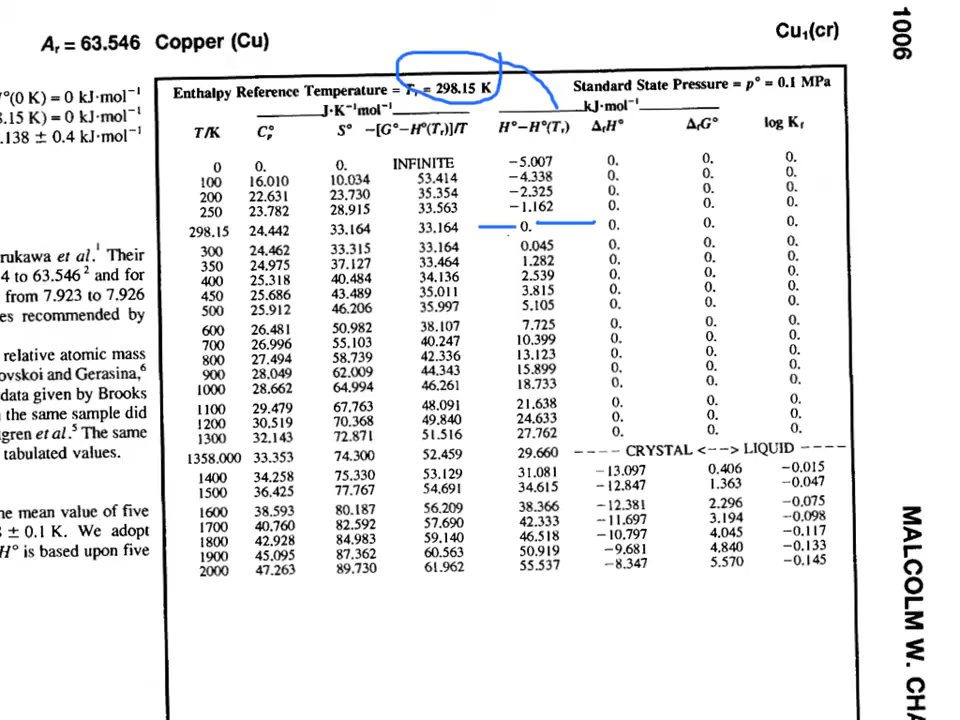 Aᵣ = 63.546 Copper (Cu)
Cu₁(cr)
1006
°(0 K) = 0 kJ·mol⁻¹
.15 K) = 0 kJ·mol⁻¹
.138 ± 0.4 kJ·mol⁻¹
Enthalpy Reference Temperature = Tᵣ = 298.15 K Standard State Pressure = p° = 0.1 MPa
J·K⁻¹mol⁻¹ kJ·mol⁻¹
T/K C°ₚ S° −[G°−H°(Tᵣ)]/T H°−H°(Tᵣ) ΔfH° ΔfG° log Kf
0 0. 0. INFINITE −5.007 0. 0. 0.
100 16.010 10.034 53.414 −4.338 0. 0. 0.
200 22.631 23.730 35.354 −2.325 0. 0. 0.
250 23.782 28.915 33.563 −1.162 0. 0. 0.
298.15 24.442 33.164 33.164 0. 0. 0. 0.
300 24.462 33.315 33.164 0.045 0. 0. 0.
350 24.975 37.127 33.464 1.282 0. 0. 0.
400 25.318 40.484 34.136 2.539 0. 0. 0.
450 25.686 43.489 35.011 3.815 0. 0. 0.
500 25.912 46.206 35.997 5.105 0. 0. 0.
600 26.481 50.982 38.107 7.725 0. 0. 0.
700 26.996 55.103 40.247 10.399 0. 0. 0.
800 27.494 58.739 42.336 13.123 0. 0. 0.
900 28.049 62.009 44.343 15.899 0. 0. 0.
1000 28.662 64.994 46.261 18.733 0. 0. 0.
1100 29.479 67.763 48.091 21.638 0. 0. 0.
1200 30.519 70.368 49.840 24.633 0. 0. 0.
1300 32.143 72.871 51.516 27.762 0. 0. 0.
1358.000 33.353 74.300 52.459 29.660 ---- CRYSTAL <--> LIQUID ----
1400 34.258 75.330 53.129 31.081 −13.097 0.406 −0.015
1500 36.425 77.767 54.691 34.615 −12.847 1.363 −0.047
1600 38.593 80.187 56.209 38.366 −12.381 2.296 −0.075
1700 40.760 82.592 57.690 42.333 −11.697 3.194 −0.098
1800 42.928 84.983 59.140 46.518 −10.797 4.045 −0.117
1900 45.095 87.362 60.563 50.919 −9.681 4.840 −0.133
2000 47.263 89.730 61.962 55.537 −8.347 5.570 −0.145
rukawa et al.¹ Their
4 to 63.546² and for
from 7.923 to 7.926
es recommended by
relative atomic mass
ovskoi and Gerasina,⁶
data given by Brooks
the same sample did
gren et al.⁵ The same
tabulated values.
ne mean value of five
± 0.1 K. We adopt
H° is based upon five
MALCOLM W. CHA